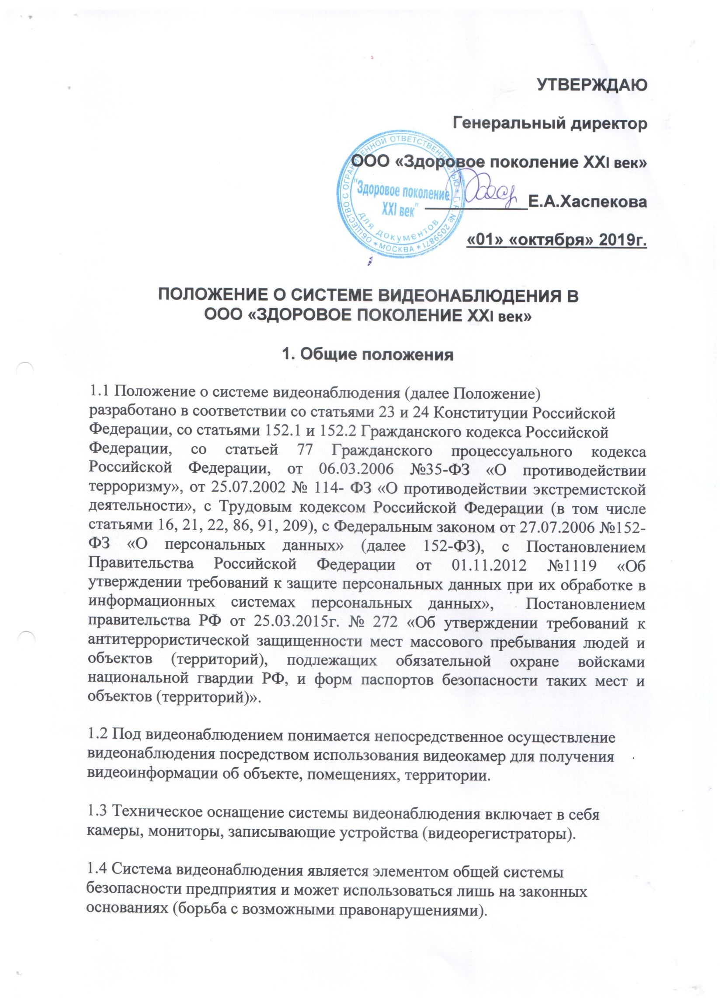 УТВЕРЖДАЮ
Генеральный директор
ООО «Здоровое поколение XXI век»
Е.А.Хаспекова
«01» «октября» 2019г.
ОБЩЕСТВО С ОГРАНИЧЕННОЙ ОТВЕТСТВЕННОСТЬЮ * Г.Р. № 2059871 * МОСКВА *
"Здоровое поколение
XXI век"
для документов
ПОЛОЖЕНИЕ О СИСТЕМЕ ВИДЕОНАБЛЮДЕНИЯ В
ООО «ЗДОРОВОЕ ПОКОЛЕНИЕ XXI век»
1. Общие положения
1.1 Положение о системе видеонаблюдения (далее Положение)
разработано в соответствии со статьями 23 и 24 Конституции Российской
Федерации, со статьями 152.1 и 152.2 Гражданского кодекса Российской
Федерации, со статьей 77 Гражданского процессуального кодекса
Российской Федерации, от 06.03.2006 №35-ФЗ «О противодействии
терроризму», от 25.07.2002 № 114- ФЗ «О противодействии экстремистской
деятельности», с Трудовым кодексом Российской Федерации (в том числе
статьями 16, 21, 22, 86, 91, 209), с Федеральным законом от 27.07.2006 №152-
ФЗ «О персональных данных» (далее 152-ФЗ), с Постановлением
Правительства Российской Федерации от 01.11.2012 №1119 «Об
утверждении требований к защите персональных данных при их обработке в
информационных системах персональных данных», Постановлением
правительства РФ от 25.03.2015г. № 272 «Об утверждении требований к
антитеррористической защищенности мест массового пребывания людей и
объектов (территорий), подлежащих обязательной охране войсками
национальной гвардии РФ, и форм паспортов безопасности таких мест и
объектов (территорий)».
1.2 Под видеонаблюдением понимается непосредственное осуществление
видеонаблюдения посредством использования видеокамер для получения
видеоинформации об объекте, помещениях, территории.
1.3 Техническое оснащение системы видеонаблюдения включает в себя
камеры, мониторы, записывающие устройства (видеорегистраторы).
1.4 Система видеонаблюдения является элементом общей системы
безопасности предприятия и может использоваться лишь на законных
основаниях (борьба с возможными правонарушениями).